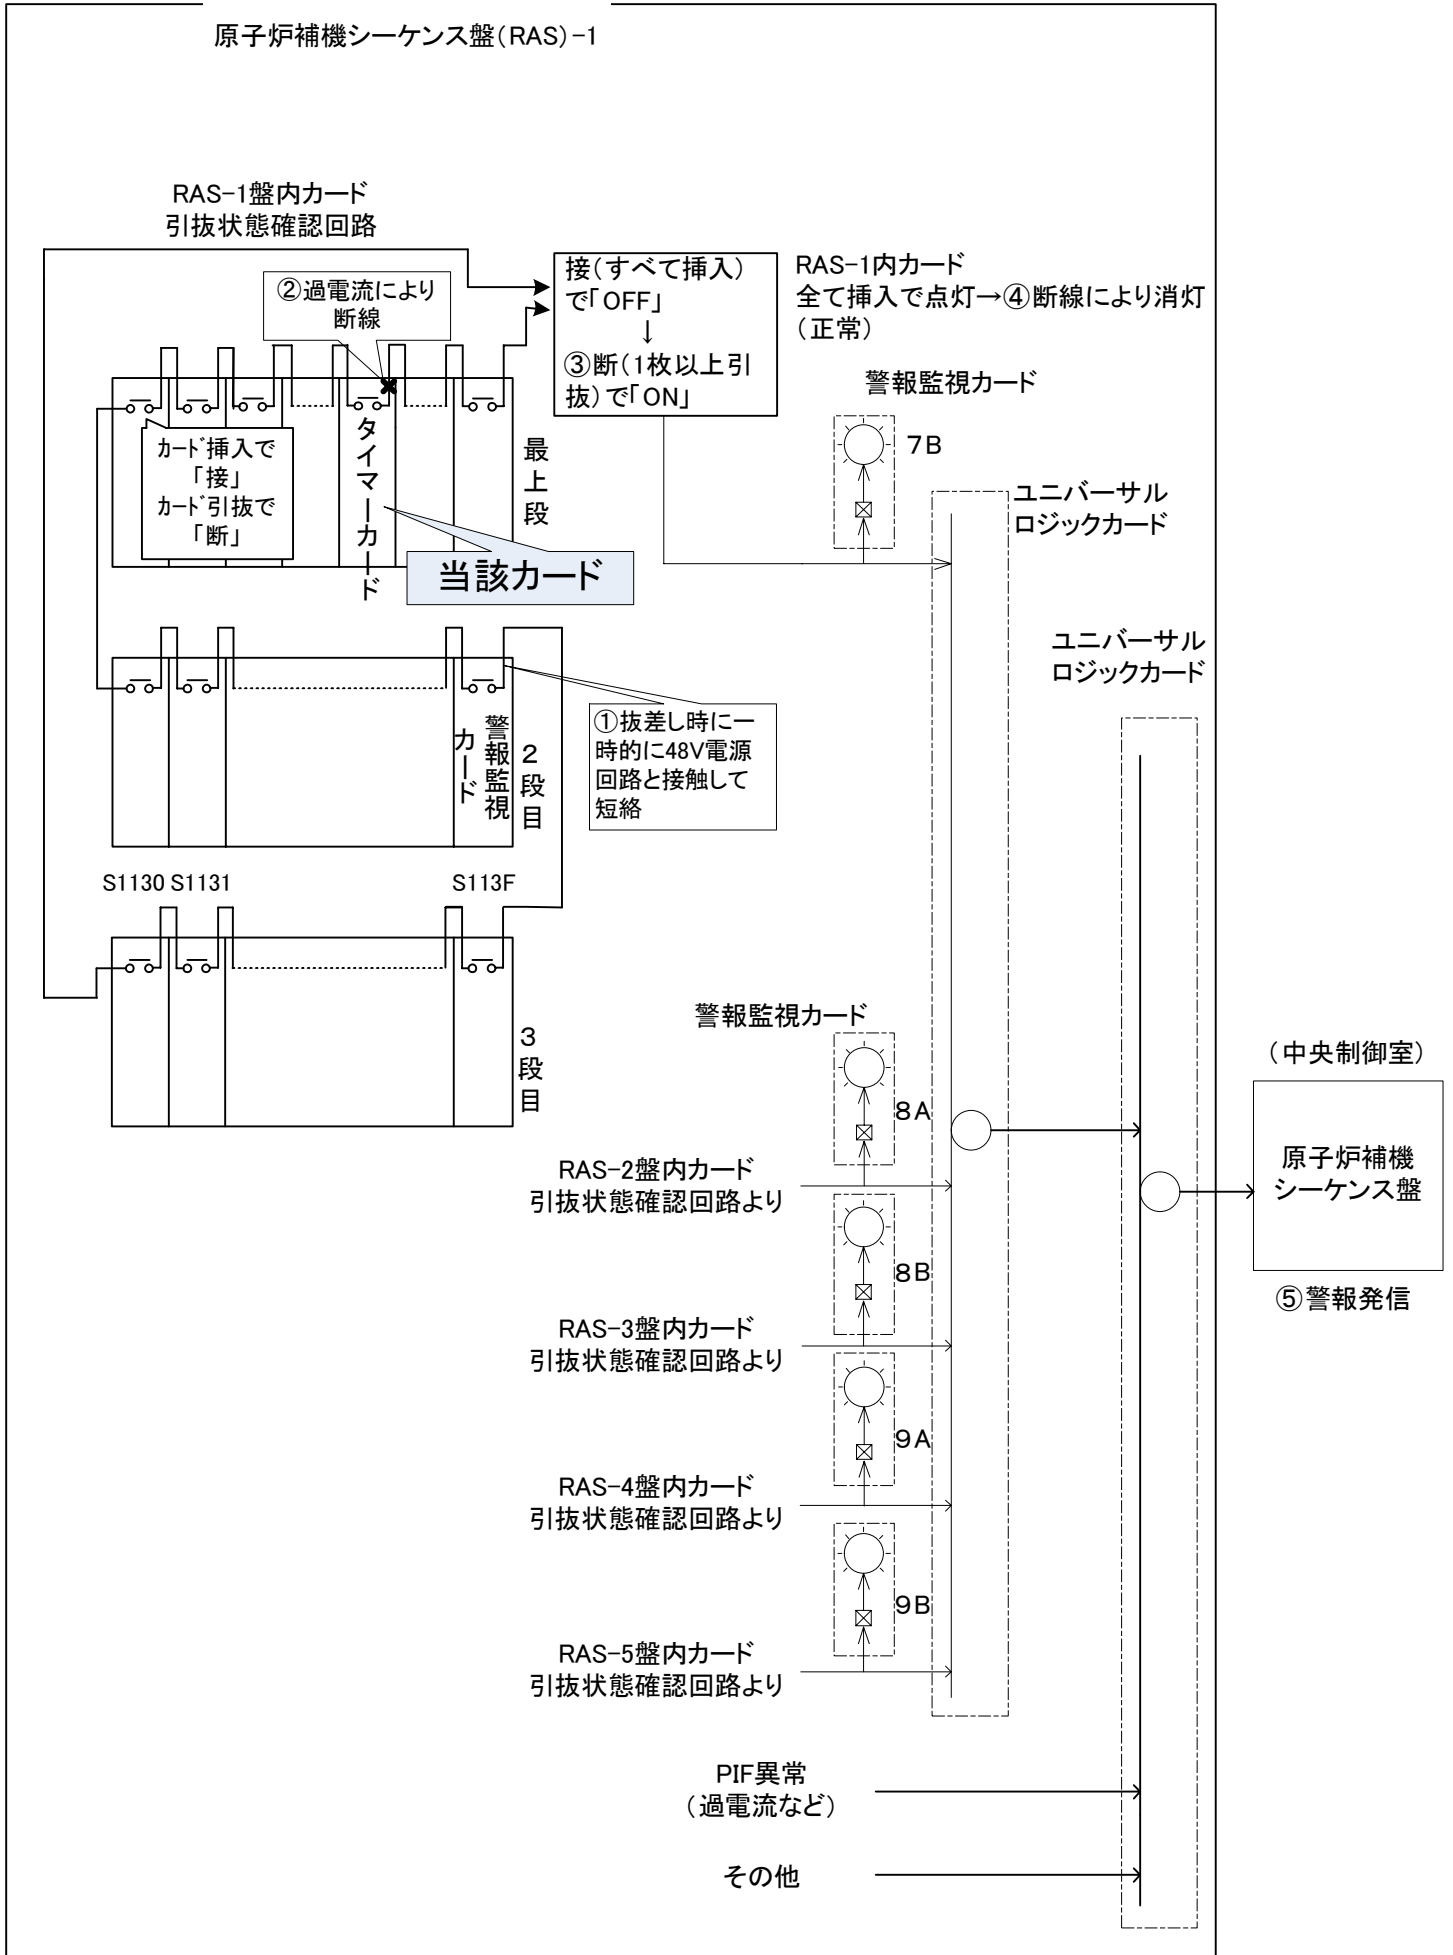 原子炉補機シーケンス盤(RAS)-1
RAS-1盤内カード
引抜状態確認回路
②過電流により
断線
接(すべて挿入)
で「OFF」
↓
③断(1枚以上引
抜)で「ON」
RAS-1内カード
全て挿入で点灯→④断線により消灯
(正常)
警報監視カード
7B
カード挿入で
「接」
カード引抜で
「断」
タイマーカード
最上段
当該カード
ユニバーサル
ロジックカード
ユニバーサル
ロジックカード
①抜差し時に一
時的に48V電源
回路と接触して
短絡
警報監視
カード
2段目
S1130 S1131
S113F
3段目
警報監視カード
8A
RAS-2盤内カード
引抜状態確認回路より
8B
RAS-3盤内カード
引抜状態確認回路より
9A
RAS-4盤内カード
引抜状態確認回路より
9B
RAS-5盤内カード
引抜状態確認回路より
(中央制御室)
原子炉補機
シーケンス盤
⑤警報発信
PIF異常
(過電流など)
その他